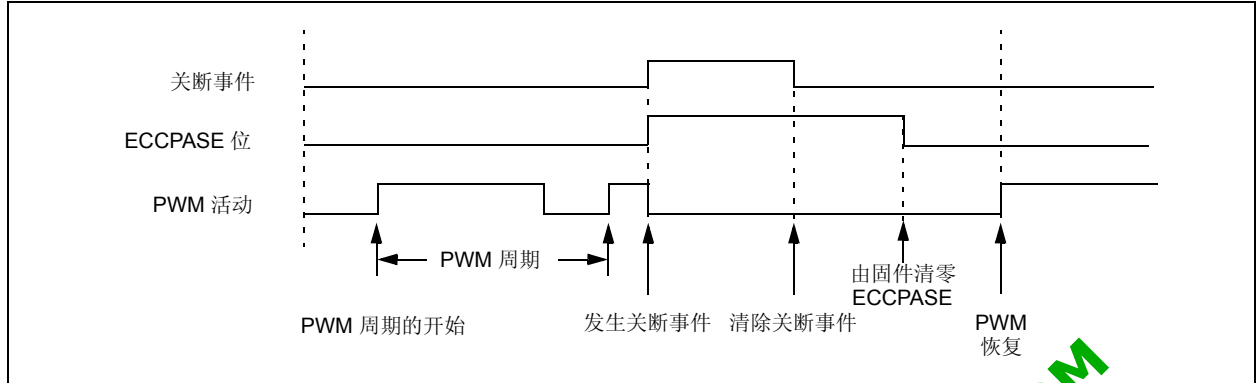 关断事件
ECCPASE 位
PWM 活动
PWM 周期
由固件清零
ECCPASE
PWM 周期的开始
发生关断事件
清除关断事件
PWM
恢复